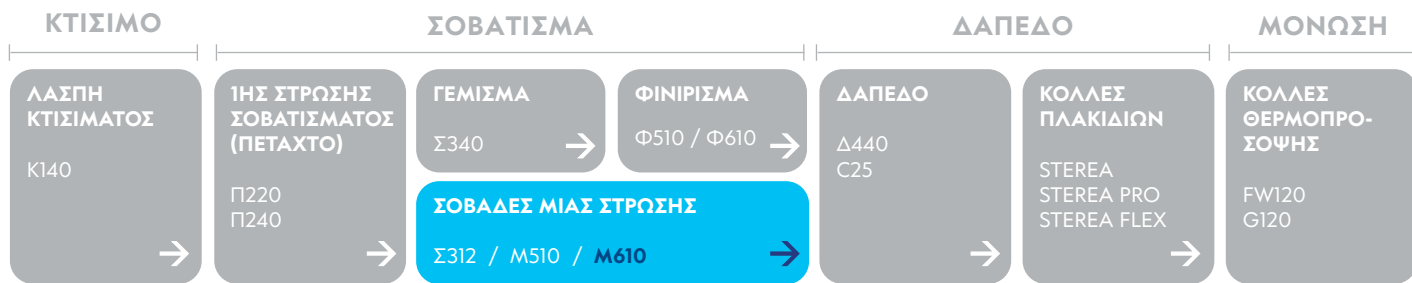 ΚΤΙΣΙΜΟ
ΣΟΒΑΤΙΣΜΑ
ΔΑΠΕΔΟ
ΜΟΝΩΣΗ
ΛΑΣΠΗ
ΚΤΙΣΙΜΑΤΟΣ
Κ140
1ΗΣ ΣΤΡΩΣΗΣ
ΣΟΒΑΤΙΣΜΑΤΟΣ
(ΠΕΤΑΧΤΟ)
Π220
Π240
ΓΕΜΙΣΜΑ
Σ340
ΦΙΝΙΡΙΣΜΑ
Φ510 / Φ610
ΣΟΒΑΔΕΣ ΜΙΑΣ ΣΤΡΩΣΗΣ
Σ312 / Μ510 / Μ610
ΔΑΠΕΔΟ
Δ440
C25
ΚΟΛΛΕΣ
ΠΛΑΚΙΔΙΩΝ
STEREA
STEREA PRO
STEREA FLEX
ΚΟΛΛΕΣ
ΘΕΡΜΟΠΡΟ-
ΣΟΨΗΣ
FW120
G120